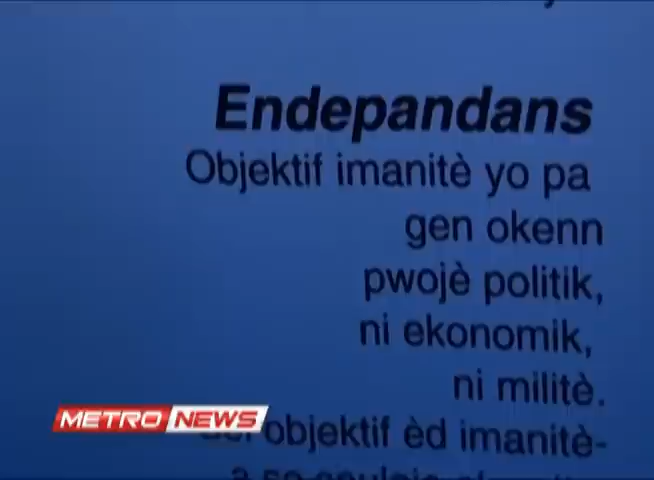 Endepandans
Objektif imanitè yo pa
gen okenn
pwojè politik,
ni ekonomik,
ni militè.
objektif èd imanitè-
METRO NEWS